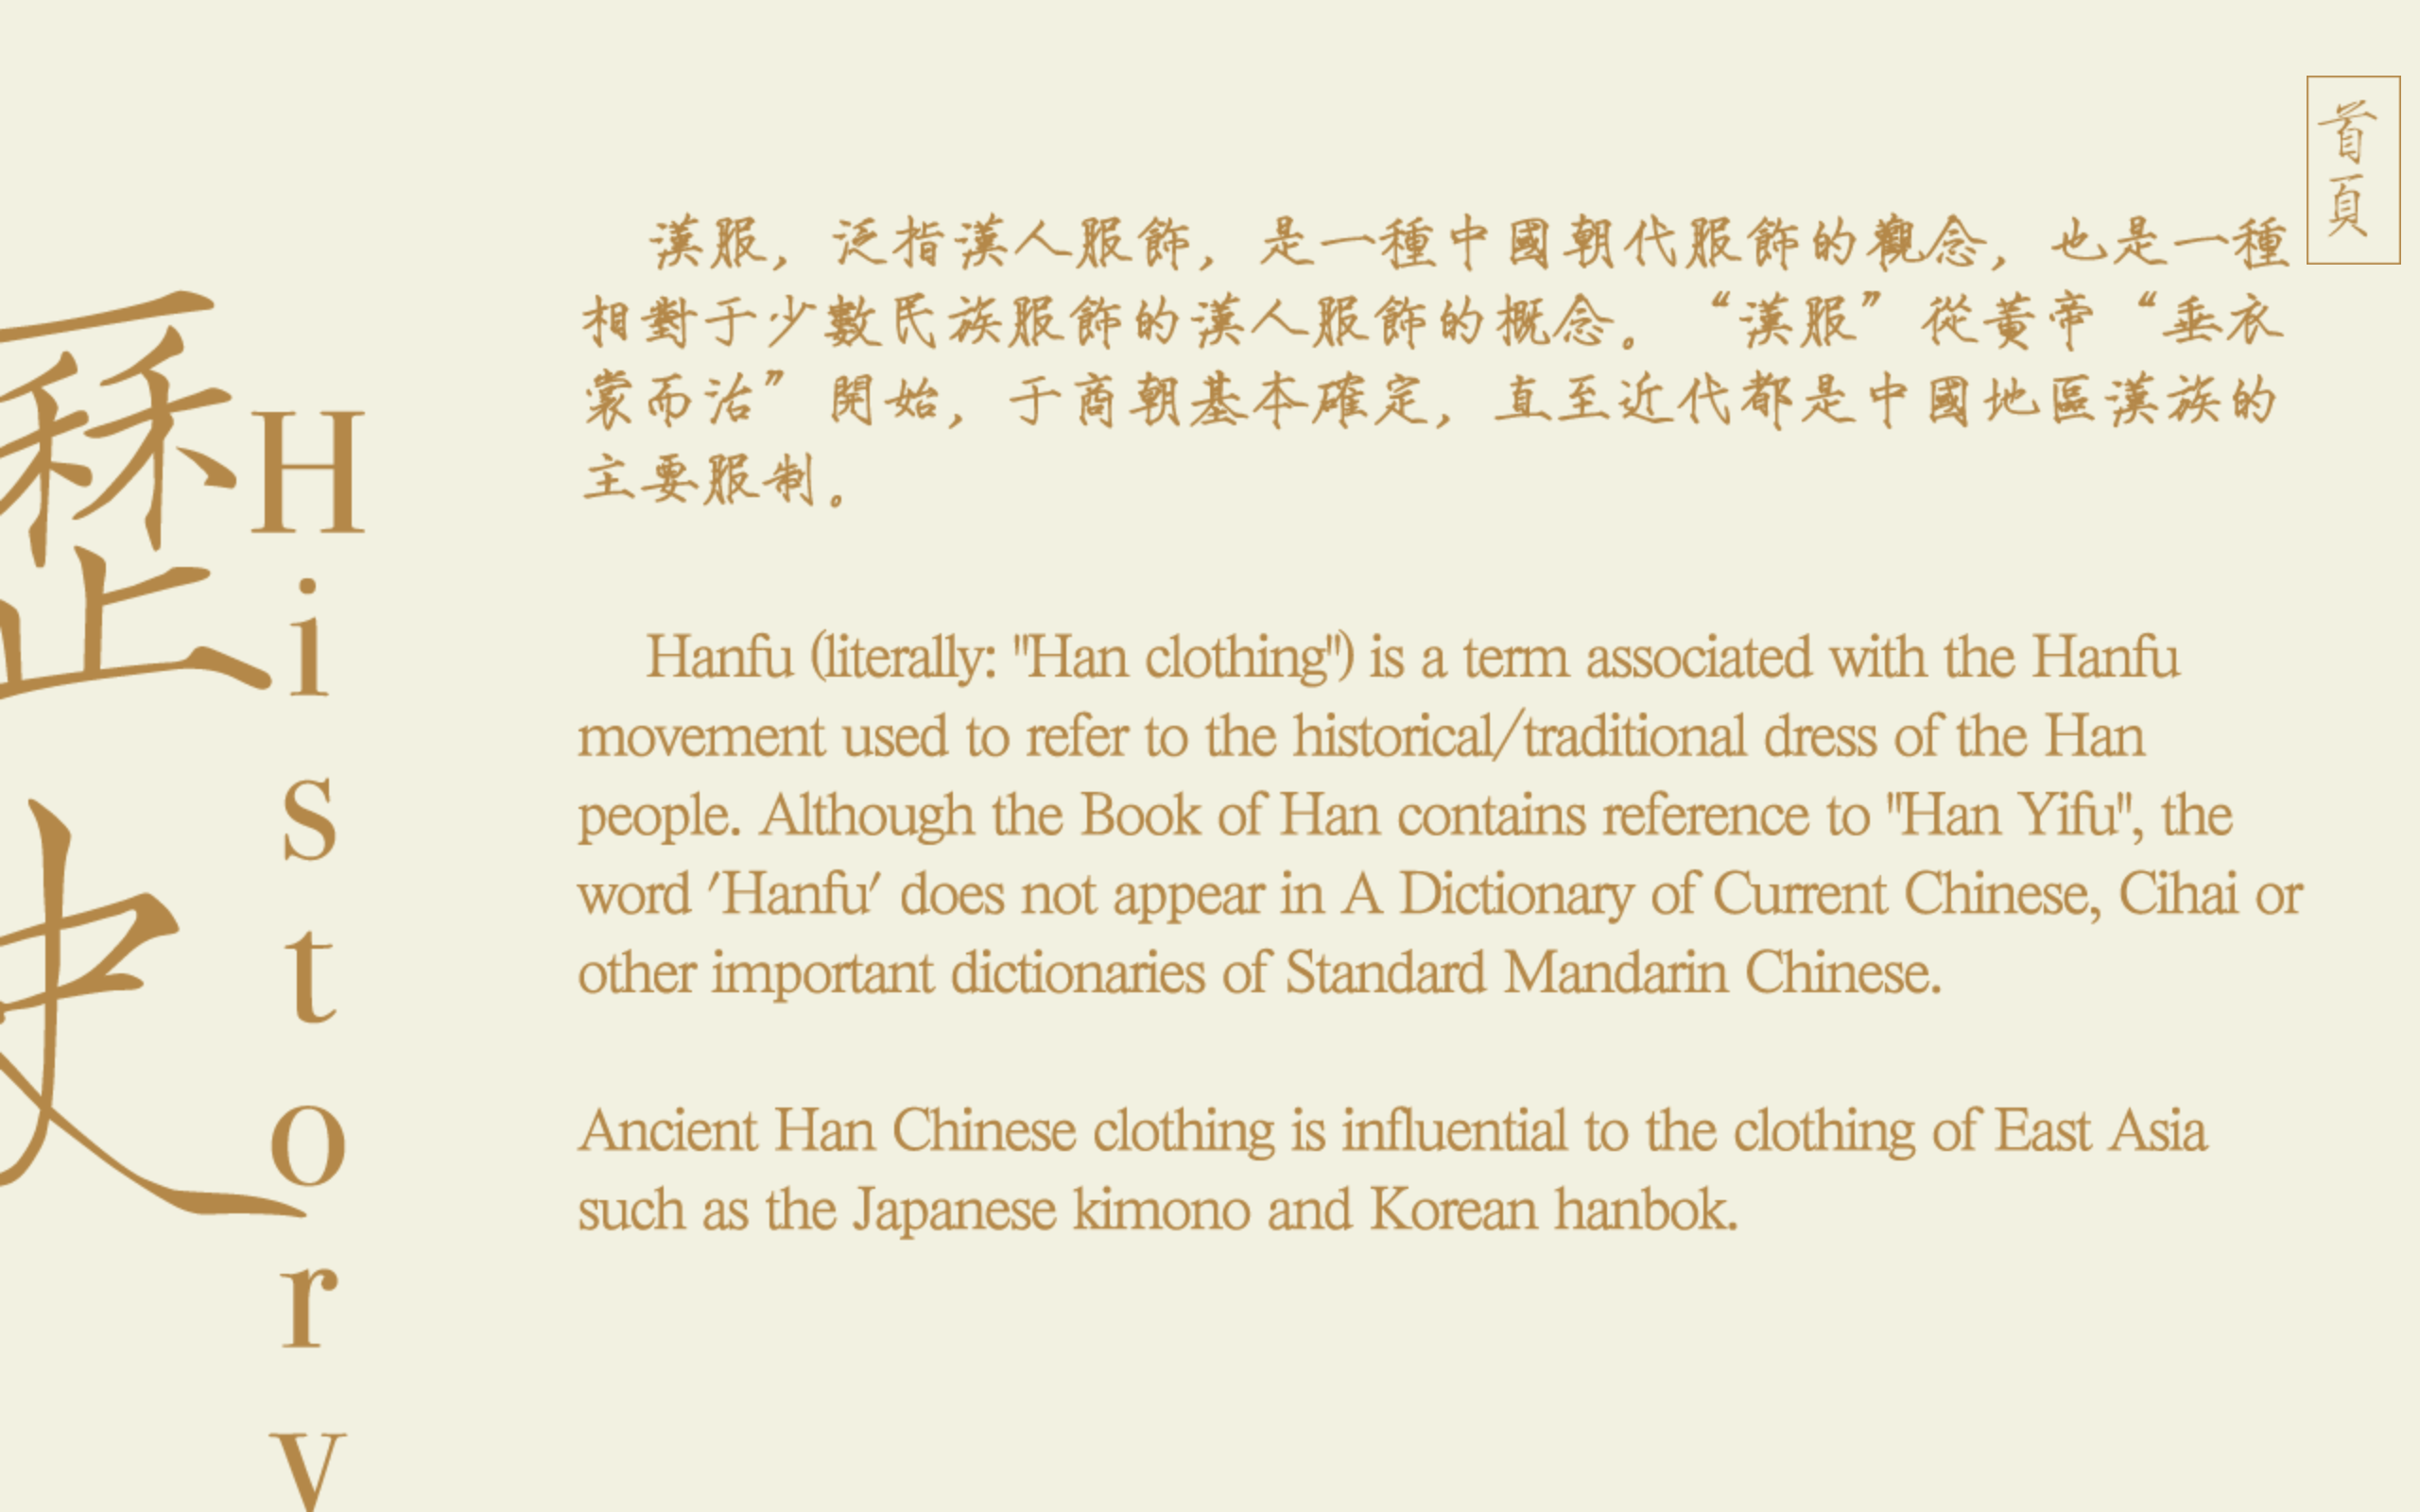 歷史
History
首頁
漢服，泛指漢人服飾，是一種中國朝代服飾的觀念，也是一種
相對于少數民族服飾的漢人服飾的概念。“漢服”從黃帝“垂衣
裳而治”開始，于商朝基本確定，直至近代都是中國地區漢族的
主要服制。
Hanfu (literally: "Han clothing") is a term associated with the Hanfu
movement used to refer to the historical/traditional dress of the Han
people. Although the Book of Han contains reference to "Han Yifu", the
word 'Hanfu' does not appear in A Dictionary of Current Chinese, Cihai or
other important dictionaries of Standard Mandarin Chinese.
Ancient Han Chinese clothing is influential to the clothing of East Asia
such as the Japanese kimono and Korean hanbok.